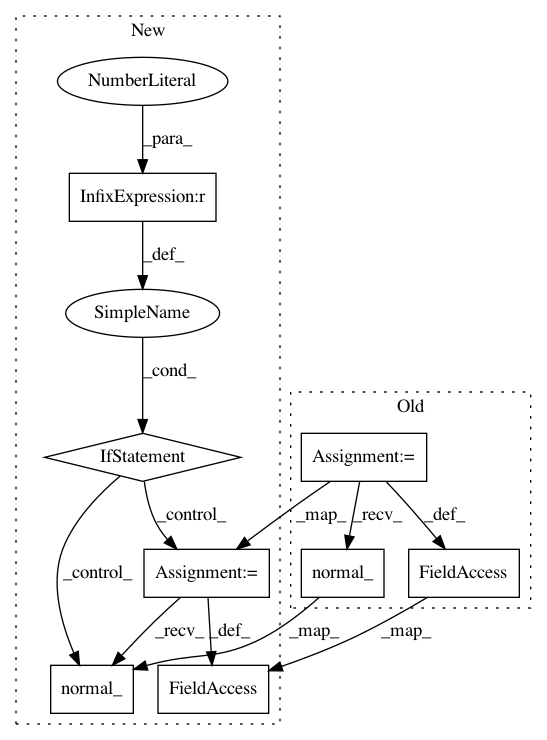 New
NumberLiteral
_para_
InfixExpression:r
_def_
SimpleName
_cond_
Old
IfStatement
Assignment:=
_control_
_map_
_recv_
_def_
_control_
Assignment:=
normal_
FieldAccess
_recv_
_def_
_map_
_map_
normal_
FieldAccess